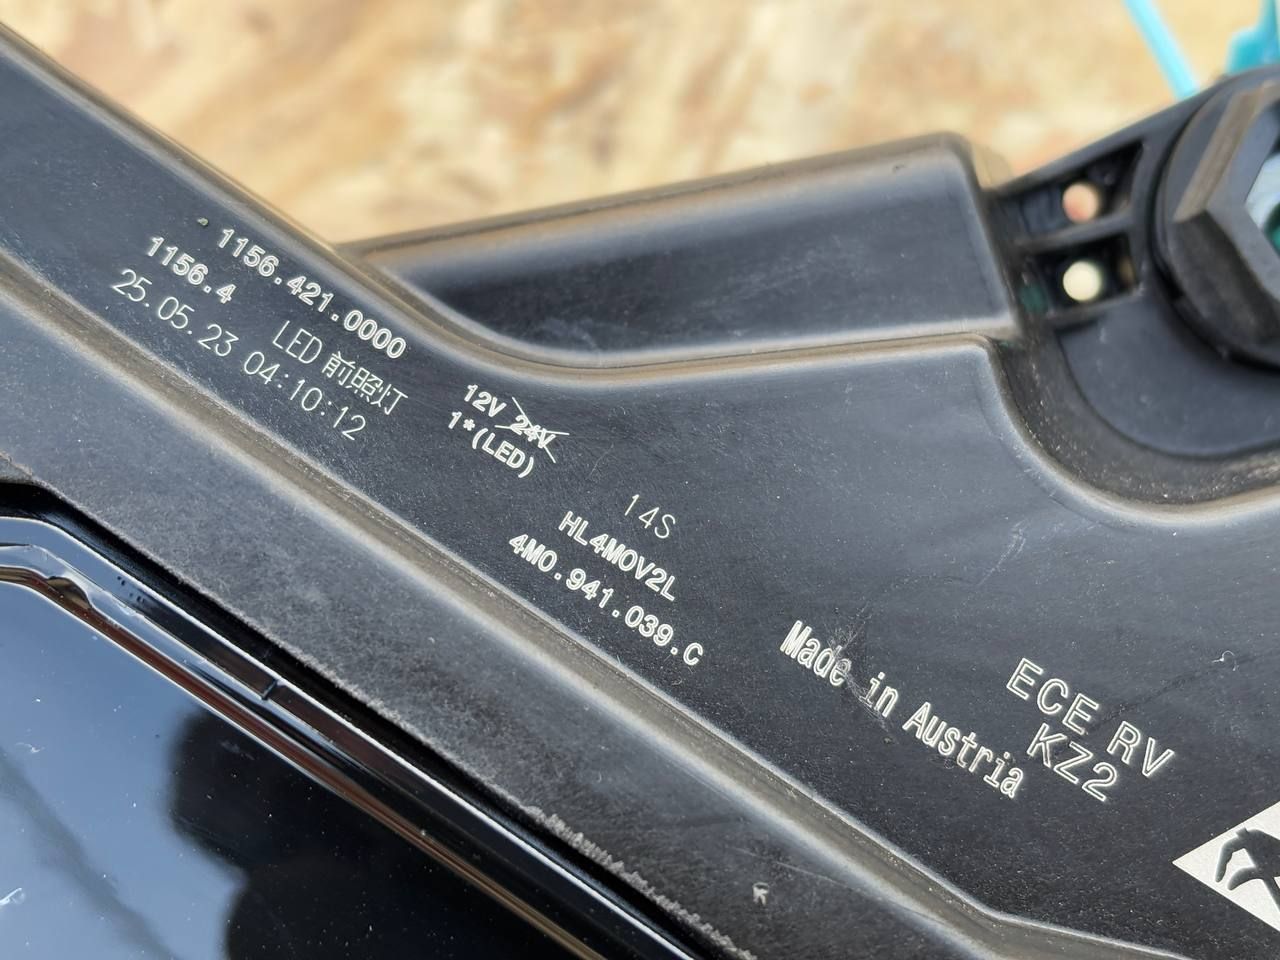 1156.421.0000
1156.4
LED 前照灯
25.05.23 04:10:12
12V 24V
1*(LED)
14S
HL4M0V2L
4M0.941.039.C
Made in Austria
ECE RV
KZ2